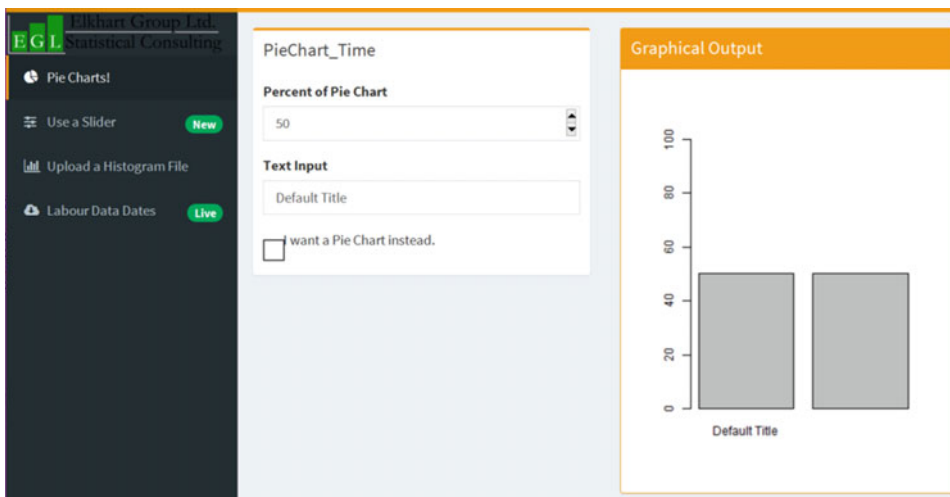 Elkhart Group Ltd.
EGL Statistical Consulting
Pie Charts!
Use a Slider New
Upload a Histogram File
Labour Data Dates Live
PieChart_Time
Percent of Pie Chart
50
Text Input
Default Title
I want a Pie Chart instead.
Graphical Output
100
80
60
40
20
0
Default Title